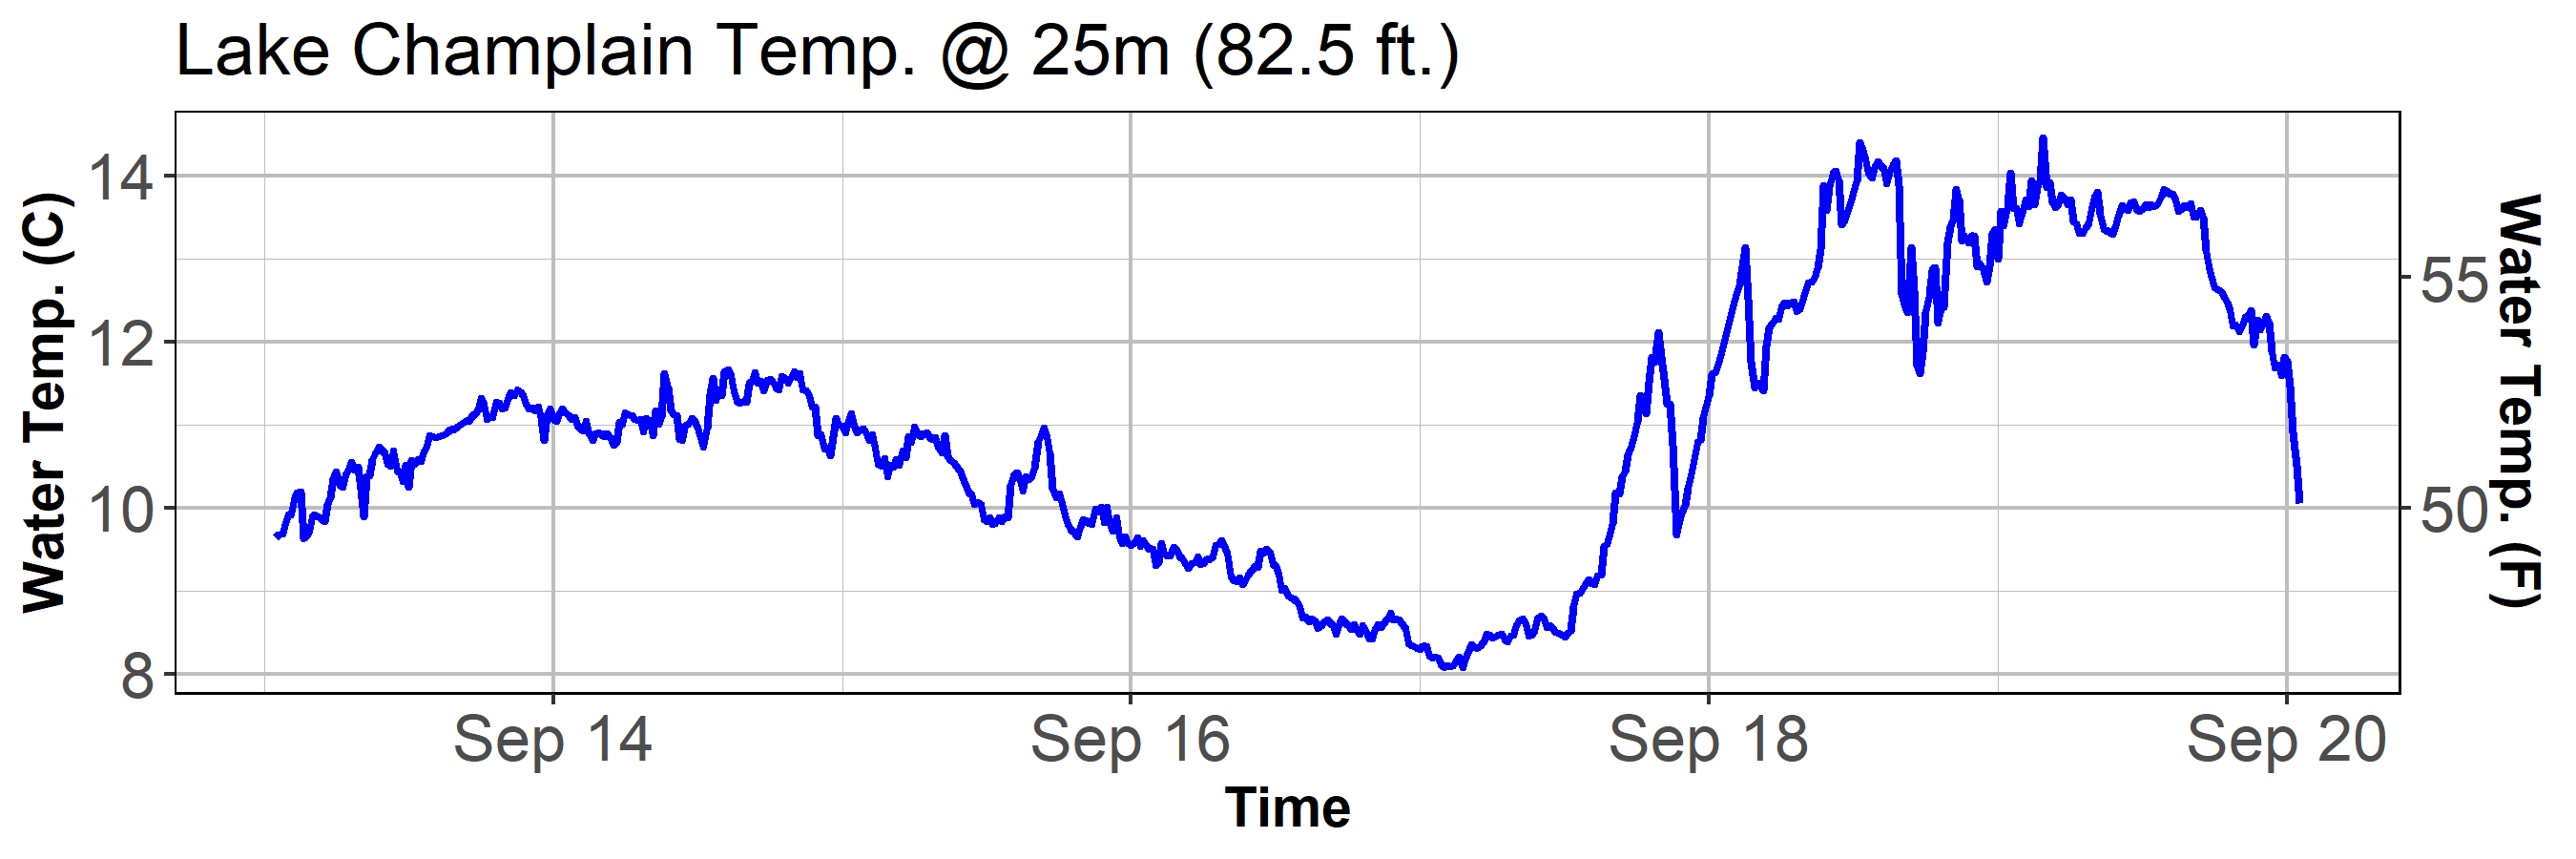 Lake Champlain Temp. @ 25m (82.5 ft.)
Water Temp. (C)
14
12
10
8
55
50
Water Temp. (F)
Sep 14 Sep 16 Sep 18 Sep 20
Time